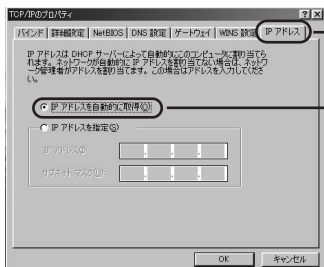 TCP/IPのプロパティ
バインド 詳細設定 NetBIOS DNS 設定 ゲートウェイ WINS 設定 IP アドレス
IP アドレスは DHCP サーバーによって自動的にこのコンピュータに割り当てら
れます。ネットワークが自動的に IP アドレスを割り当てない場合は、ネットワ
ーク管理者がアドレスを割り当てます。この場合はアドレスを入力してくださ
い。
IP アドレスを自動的に取得(O)
IP アドレスを指定(S)
IP アドレス(I):
サブネット マスク(U):
OK キャンセル